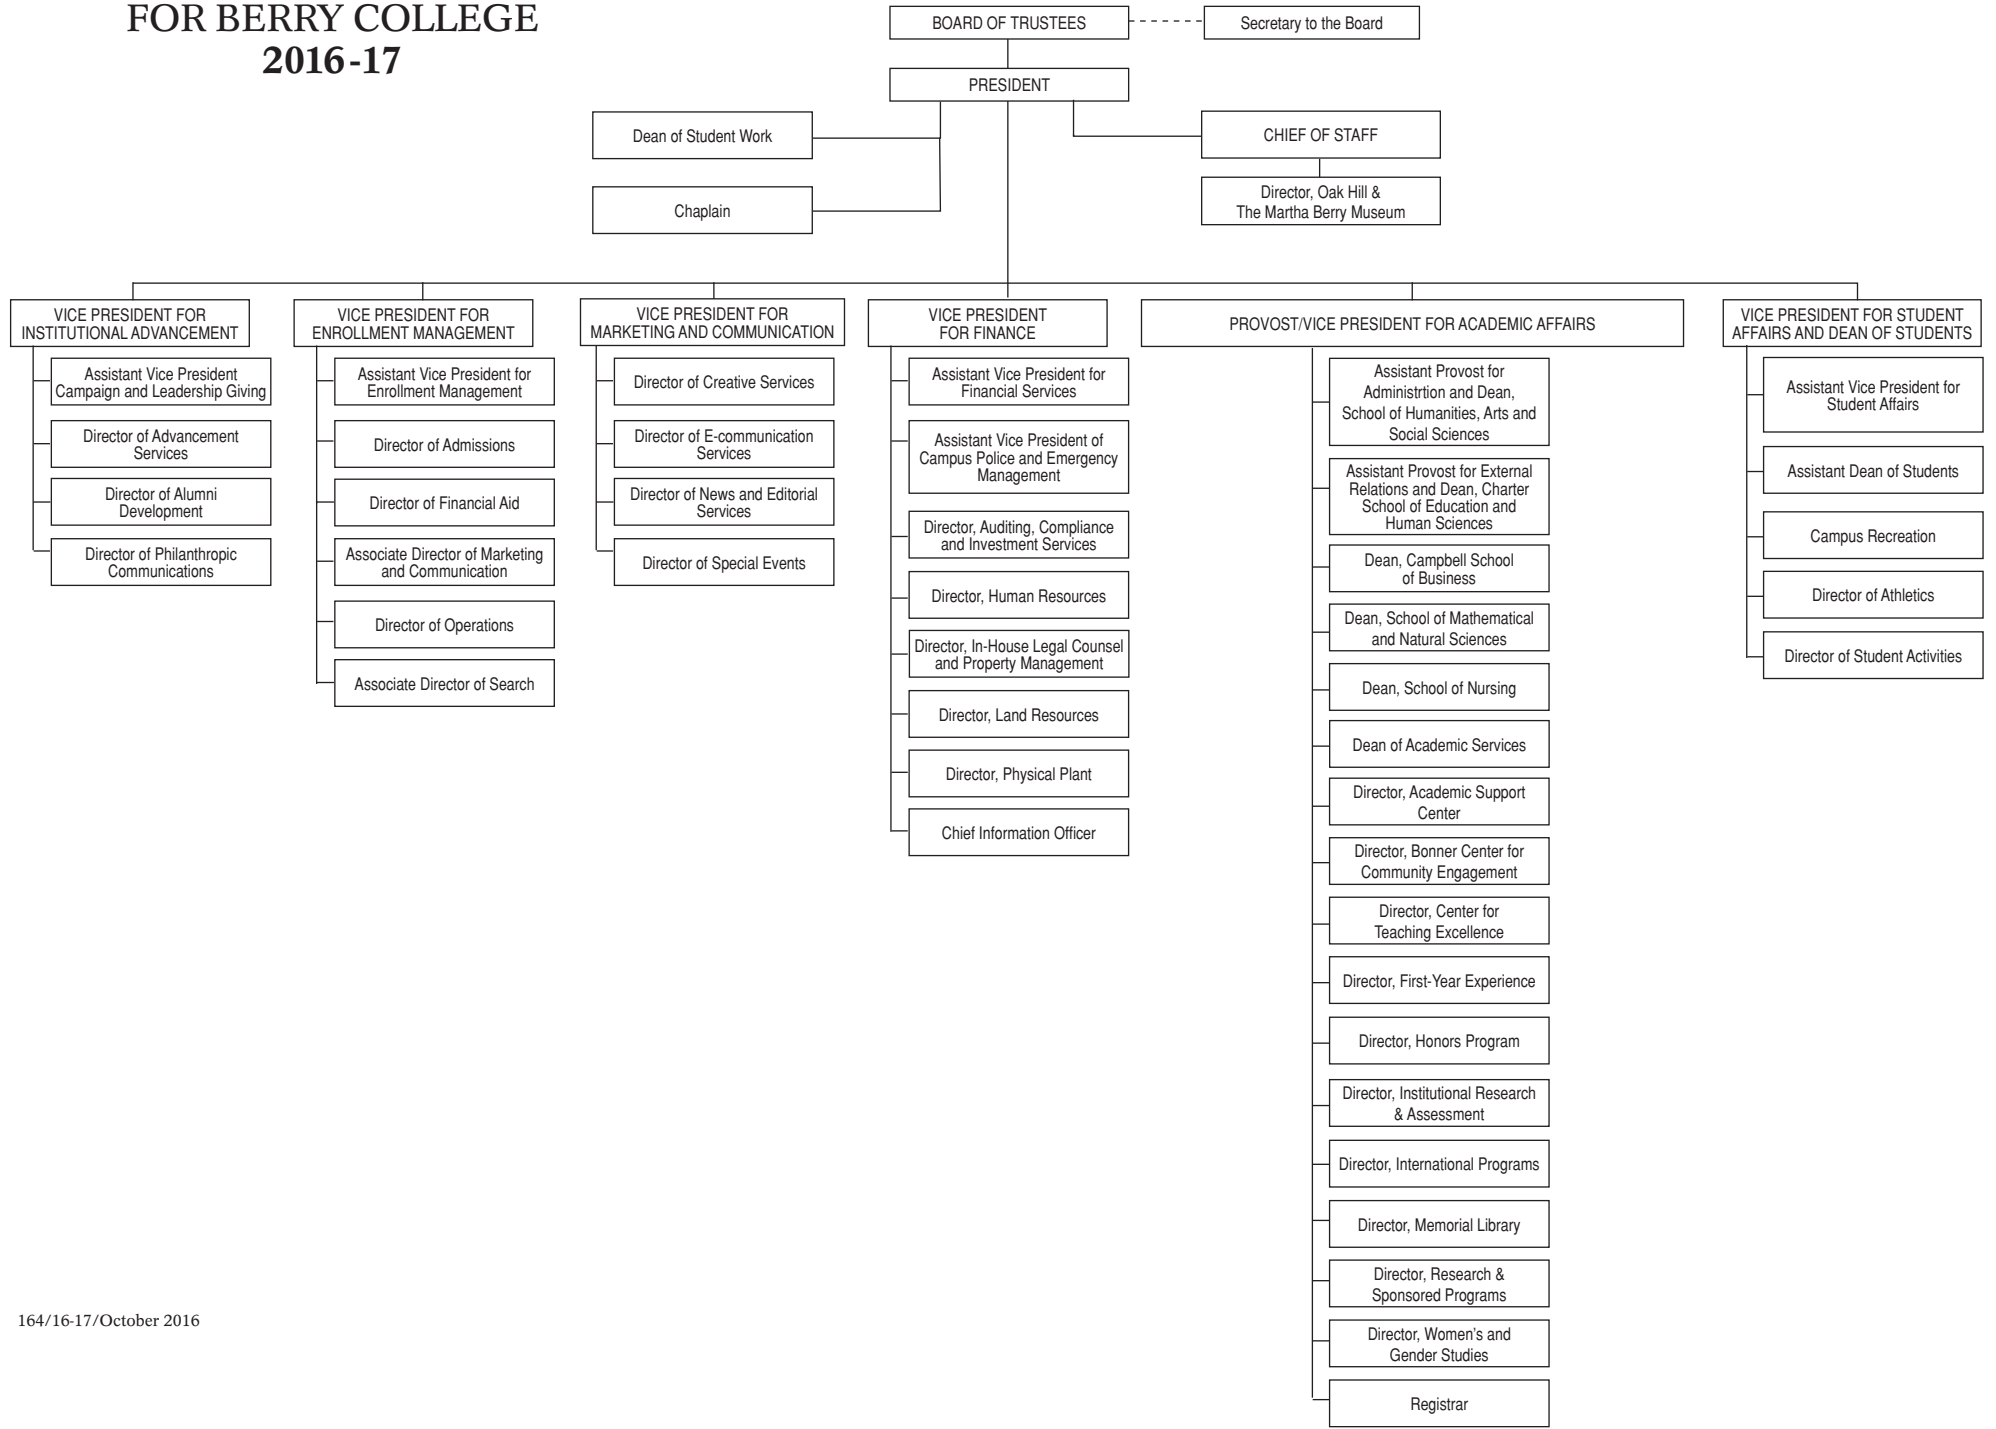 FOR BERRY COLLEGE
2016-17
BOARD OF TRUSTEES
Secretary to the Board
PRESIDENT
Dean of Student Work
CHIEF OF STAFF
Chaplain
Director, Oak Hill &
The Martha Berry Museum
VICE PRESIDENT FOR
INSTITUTIONAL ADVANCEMENT
Assistant Vice President
Campaign and Leadership Giving
Director of Advancement
Services
Director of Alumni
Development
Director of Philanthropic
Communications
VICE PRESIDENT FOR
ENROLLMENT MANAGEMENT
Assistant Vice President for
Enrollment Management
Director of Admissions
Director of Financial Aid
Associate Director of Marketing
and Communication
Director of Operations
Associate Director of Search
VICE PRESIDENT FOR
MARKETING AND COMMUNICATION
Director of Creative Services
Director of E-communication
Services
Director of News and Editorial
Services
Director of Special Events
VICE PRESIDENT
FOR FINANCE
Assistant Vice President for
Financial Services
Assistant Vice President of
Campus Police and Emergency
Management
Director, Auditing, Compliance
and Investment Services
Director, Human Resources
Director, In-House Legal Counsel
and Property Management
Director, Land Resources
Director, Physical Plant
Chief Information Officer
PROVOST/VICE PRESIDENT FOR ACADEMIC AFFAIRS
Assistant Provost for
Administrtion and Dean,
School of Humanities, Arts and
Social Sciences
Assistant Provost for External
Relations and Dean, Charter
School of Education and
Human Sciences
Dean, Campbell School
of Business
Dean, School of Mathematical
and Natural Sciences
Dean, School of Nursing
Dean of Academic Services
Director, Academic Support
Center
Director, Bonner Center for
Community Engagement
Director, Center for
Teaching Excellence
Director, First-Year Experience
Director, Honors Program
Director, Institutional Research
& Assessment
Director, International Programs
Director, Memorial Library
Director, Research &
Sponsored Programs
Director, Women's and
Gender Studies
Registrar
VICE PRESIDENT FOR STUDENT
AFFAIRS AND DEAN OF STUDENTS
Assistant Vice President for
Student Affairs
Assistant Dean of Students
Campus Recreation
Director of Athletics
Director of Student Activities
164/16-17/October 2016